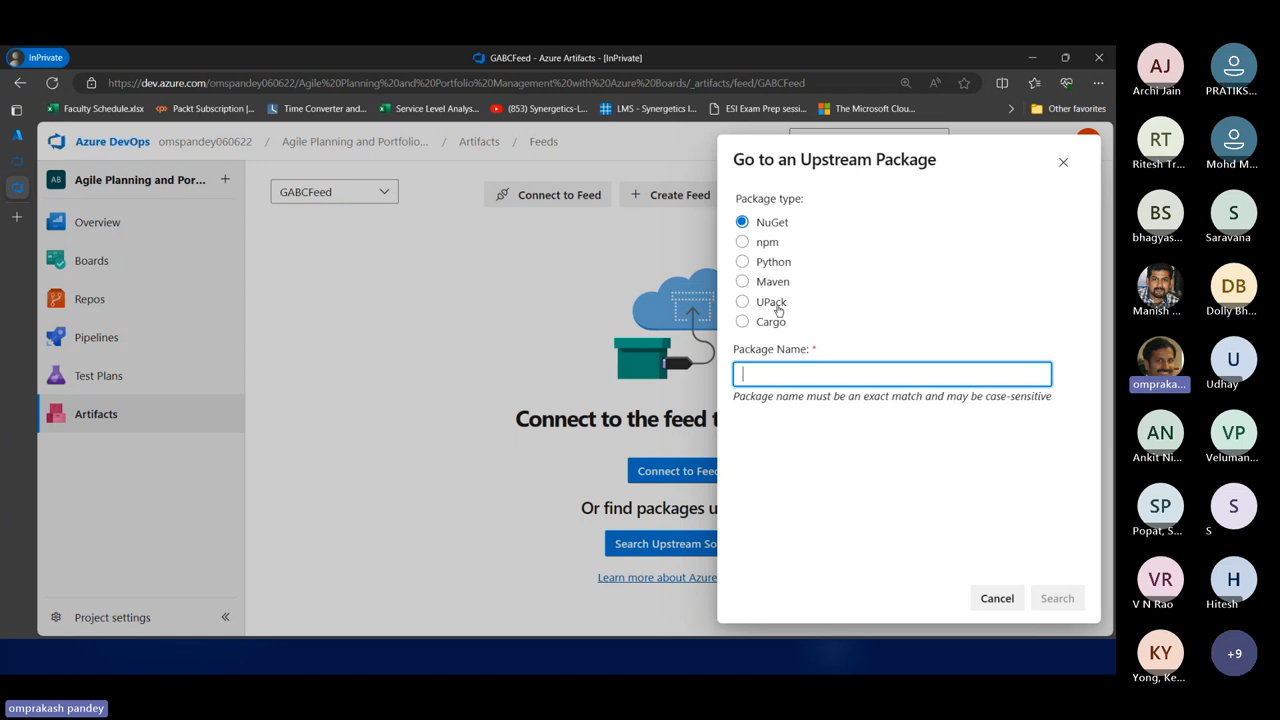 InPrivate
GABCFeed - Azure Artifacts - [InPrivate]
https://dev.azure.com/omspandey060622/Agile%20Planning%20and%20Portfolio%20Management%20with%20Azure%20Boards/_artifacts/feed/GABCFeed
Faculty Schedule.xlsx
Packt Subscription |...
Time Converter and...
Service Level Analys...
(853) Synergetics-L...
LMS - Synergetics I...
ESI Exam Prep sessi...
The Microsoft Clou...
Other favorites
Azure DevOps omspandey060622 / Agile Planning and Portfolio... / Artifacts / Feeds
AB Agile Planning and Por... +
Overview
Boards
Repos
Pipelines
Test Plans
Artifacts
Project settings
GABCFeed
Connect to Feed
+ Create Feed
Connect to the feed t
Connect to Fee
Or find packages u
Search Upstream So
Learn more about Azure
Go to an Upstream Package
Package type:
NuGet
npm
Python
Maven
UPack
Cargo
Package Name: *
Package name must be an exact match and may be case-sensitive
Cancel
Search
AJ
Archi Jain
PRATIKS...
RT
Ritesh Tr...
Mohd M...
BS
bhagyas...
S
Saravana
Manish ...
DB
Dolly Bh...
ompraka...
U
Udhay
AN
Ankit Ni...
VP
Veluman...
SP
Popat, S...
S
S
VR
V N Rao
H
Hitesh
KY
Yong, Ke...
+9
omprakash pandey